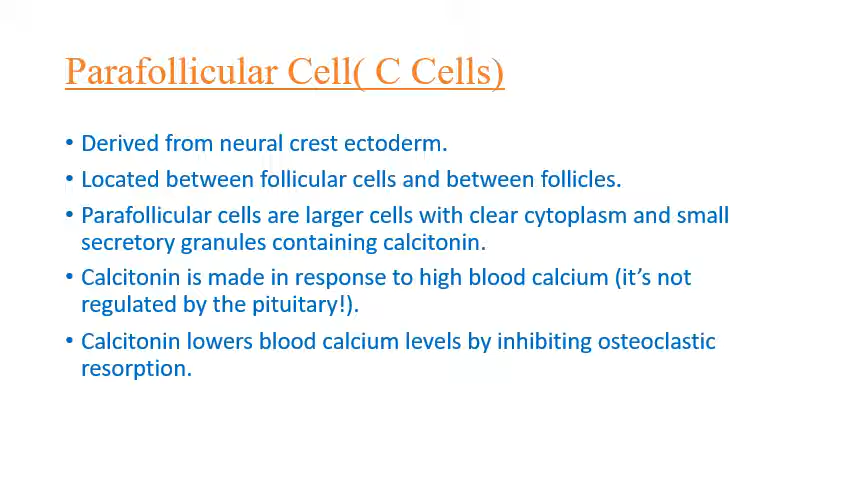 Parafollicular Cell( C Cells)
• Derived from neural crest ectoderm.
• Located between follicular cells and between follicles.
• Parafollicular cells are larger cells with clear cytoplasm and small
secretory granules containing calcitonin.
• Calcitonin is made in response to high blood calcium (it’s not
regulated by the pituitary!).
• Calcitonin lowers blood calcium levels by inhibiting osteoclastic
resorption.